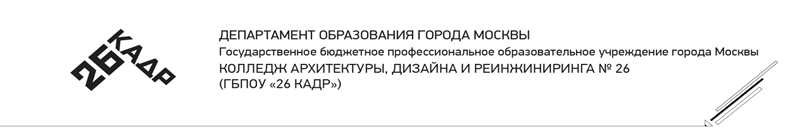 26
КАДР
ДЕПАРТАМЕНТ ОБРАЗОВАНИЯ ГОРОДА МОСКВЫ
Государственное бюджетное профессиональное образовательное учреждение города Москвы
КОЛЛЕДЖ АРХИТЕКТУРЫ, ДИЗАЙНА И РЕИНЖИНИРИНГА № 26
(ГБПОУ «26 КАДР»)